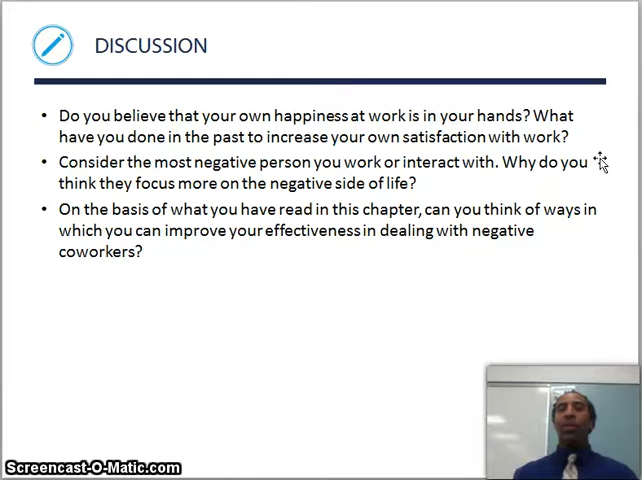 DISCUSSION
• Do you believe that your own happiness at work is in your hands? What
have you done in the past to increase your own satisfaction with work?
• Consider the most negative person you work or interact with. Why do you
think they focus more on the negative side of life?
• On the basis of what you have read in this chapter, can you think of ways in
which you can improve your effectiveness in dealing with negative
coworkers?
Screencast-O-Matic.com